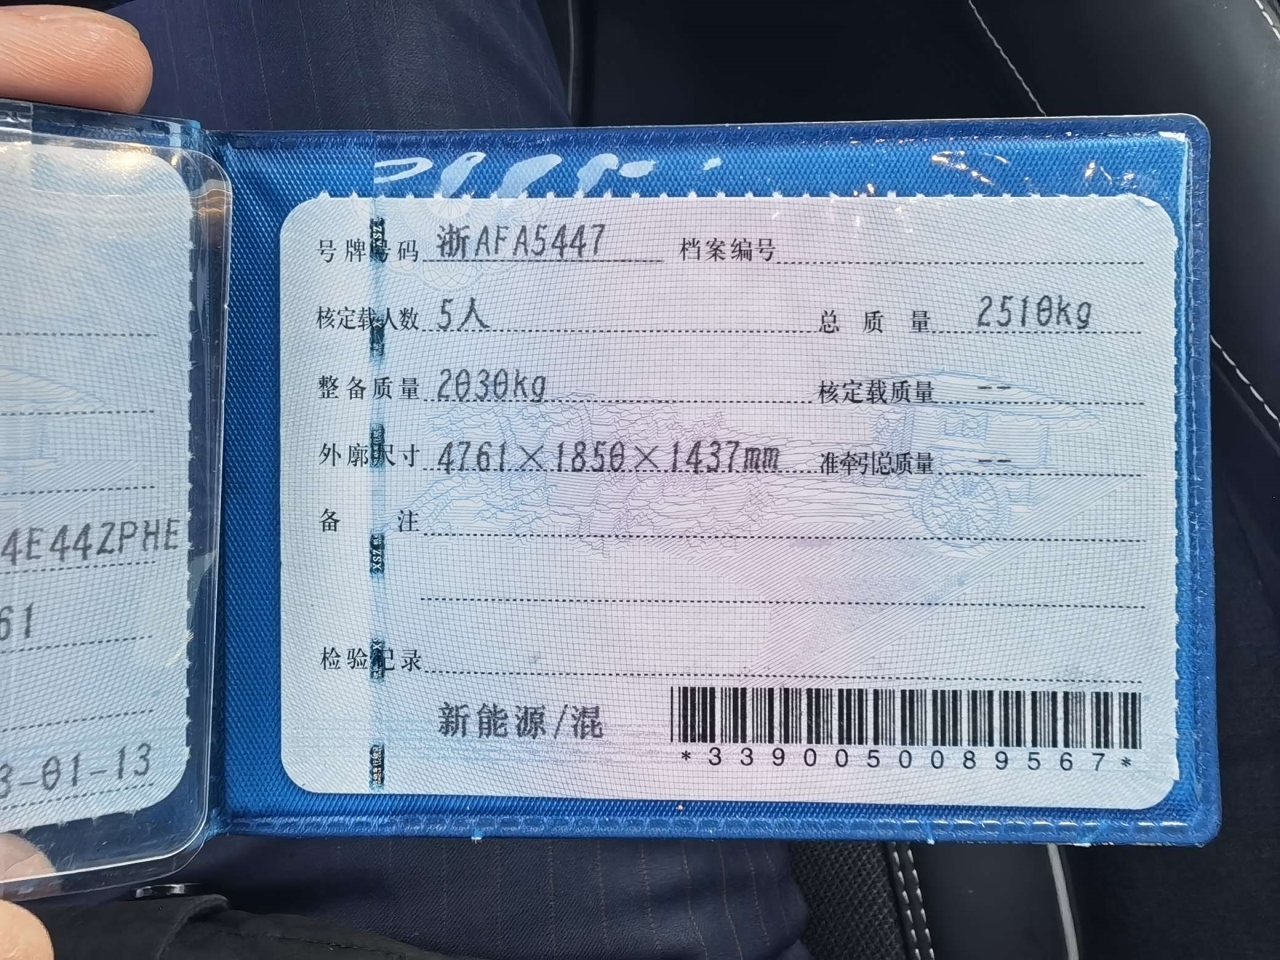 号牌号码 浙AFA5447 档案编号
核定载人数 5人 总质量 2510kg
整备质量 2030kg 核定载质量 --
外廓尺寸 4761×1850×1437mm 准牵引总质量 --
备注
检验记录
新能源/混
*3390050089567*
4E44ZPHE
61
3-01-13